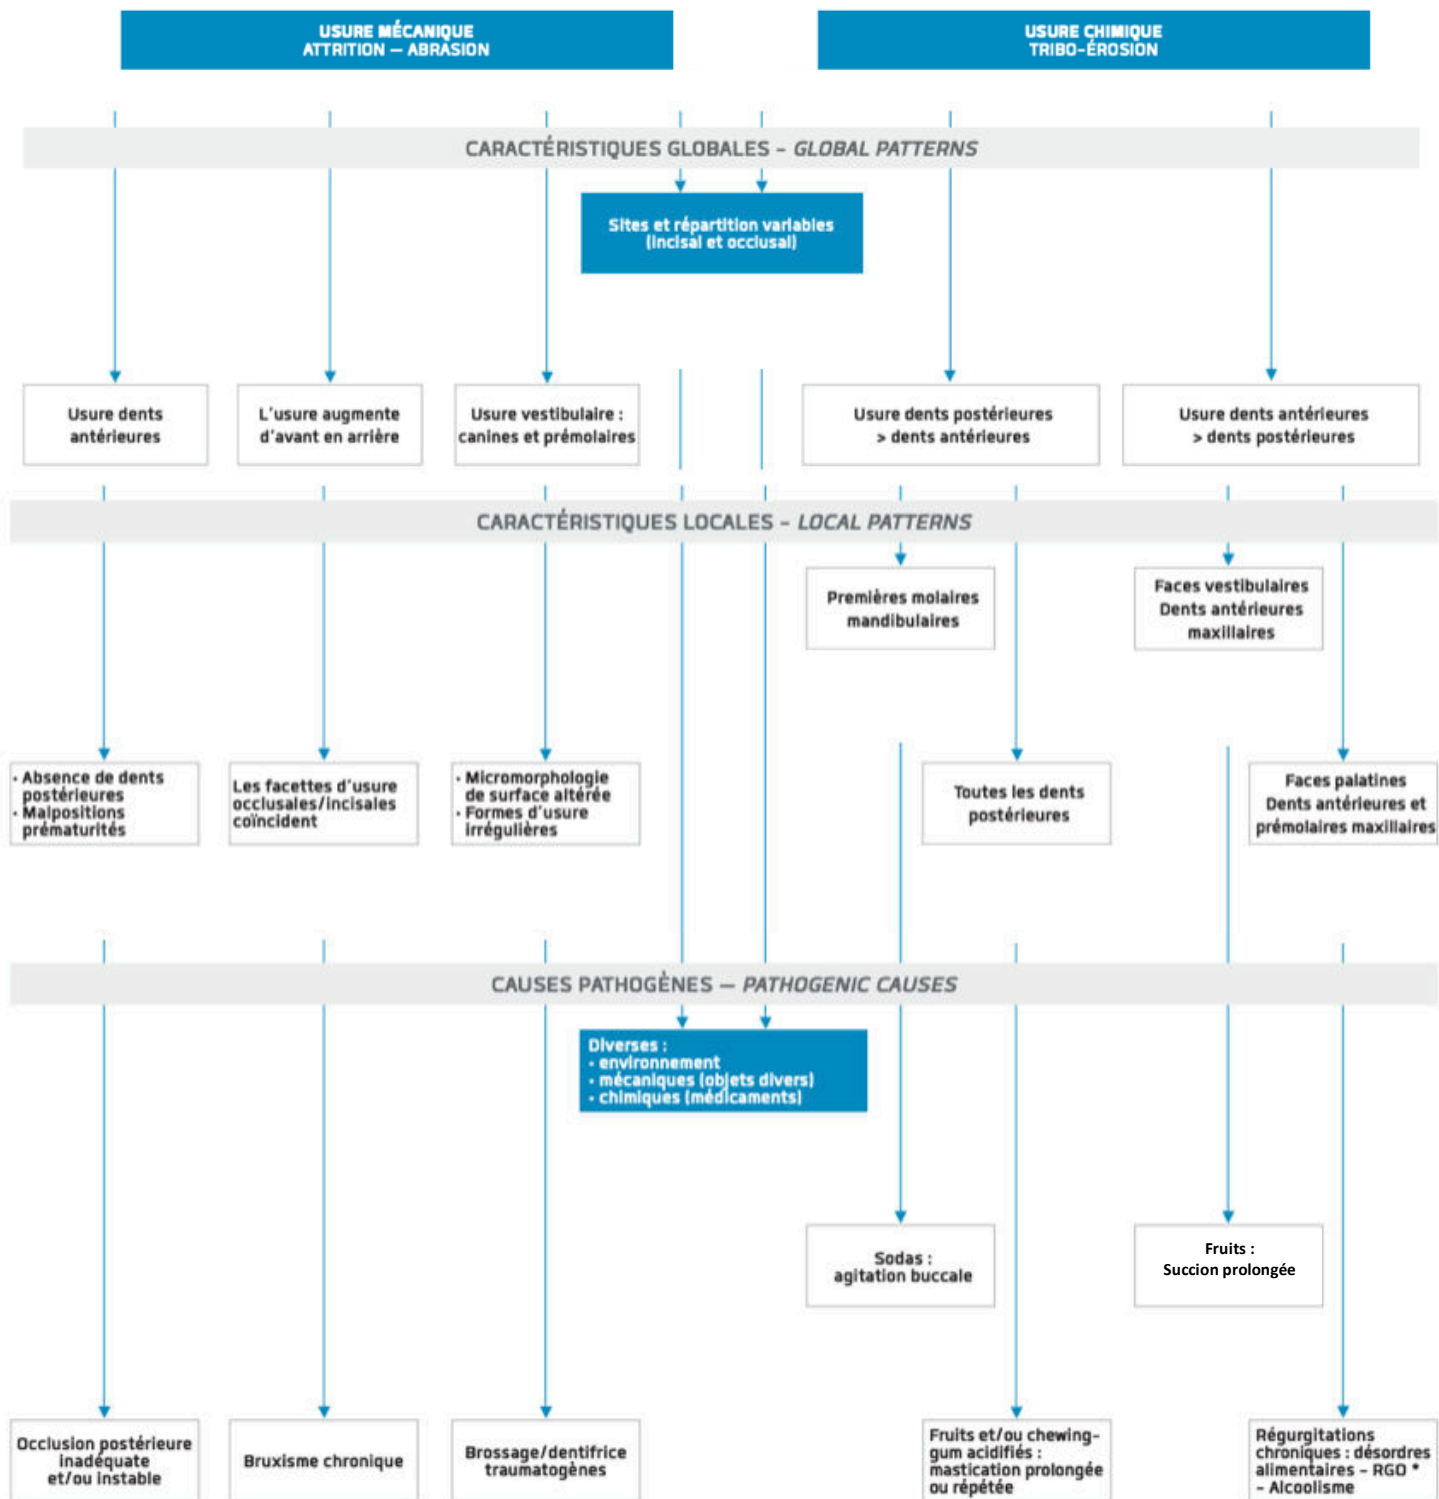 USURE MÉCANIQUE
ATTRITION — ABRASION
USURE CHIMIQUE
TRIBO-ÉROSION
CARACTÉRISTIQUES GLOBALES - GLOBAL PATTERNS
Sites et répartition variables
(incisal et occlusal)
Usure dents
antérieures
L'usure augmente
d'avant en arrière
Usure vestibulaire :
canines et prémolaires
Usure dents postérieures
> dents antérieures
Usure dents antérieures
> dents postérieures
CARACTÉRISTIQUES LOCALES - LOCAL PATTERNS
Premières molaires
mandibulaires
Faces vestibulaires
Dents antérieures
maxillaires
• Absence de dents
postérieures
• Malpositions
prématurités
Les facettes d'usure
occlusales/incisales
coïncident
• Micromorphologie
de surface altérée
• Formes d'usure
irrégulières
Toutes les dents
postérieures
Faces palatines
Dents antérieures et
prémolaires maxillaires
CAUSES PATHOGÈNES — PATHOGENIC CAUSES
Diverses :
• environnement
• mécaniques (objets divers)
• chimiques (médicaments)
Sodas :
agitation buccale
Fruits :
Succion prolongée
Occlusion postérieure
inadéquate
et/ou instable
Bruxisme chronique
Brossage/dentifrice
traumatogènes
Fruits et/ou chewing-
gum acidifiés :
mastication prolongée
ou répétée
Régurgitations
chroniques : désordres
alimentaires - RGO *
- Alcoolisme